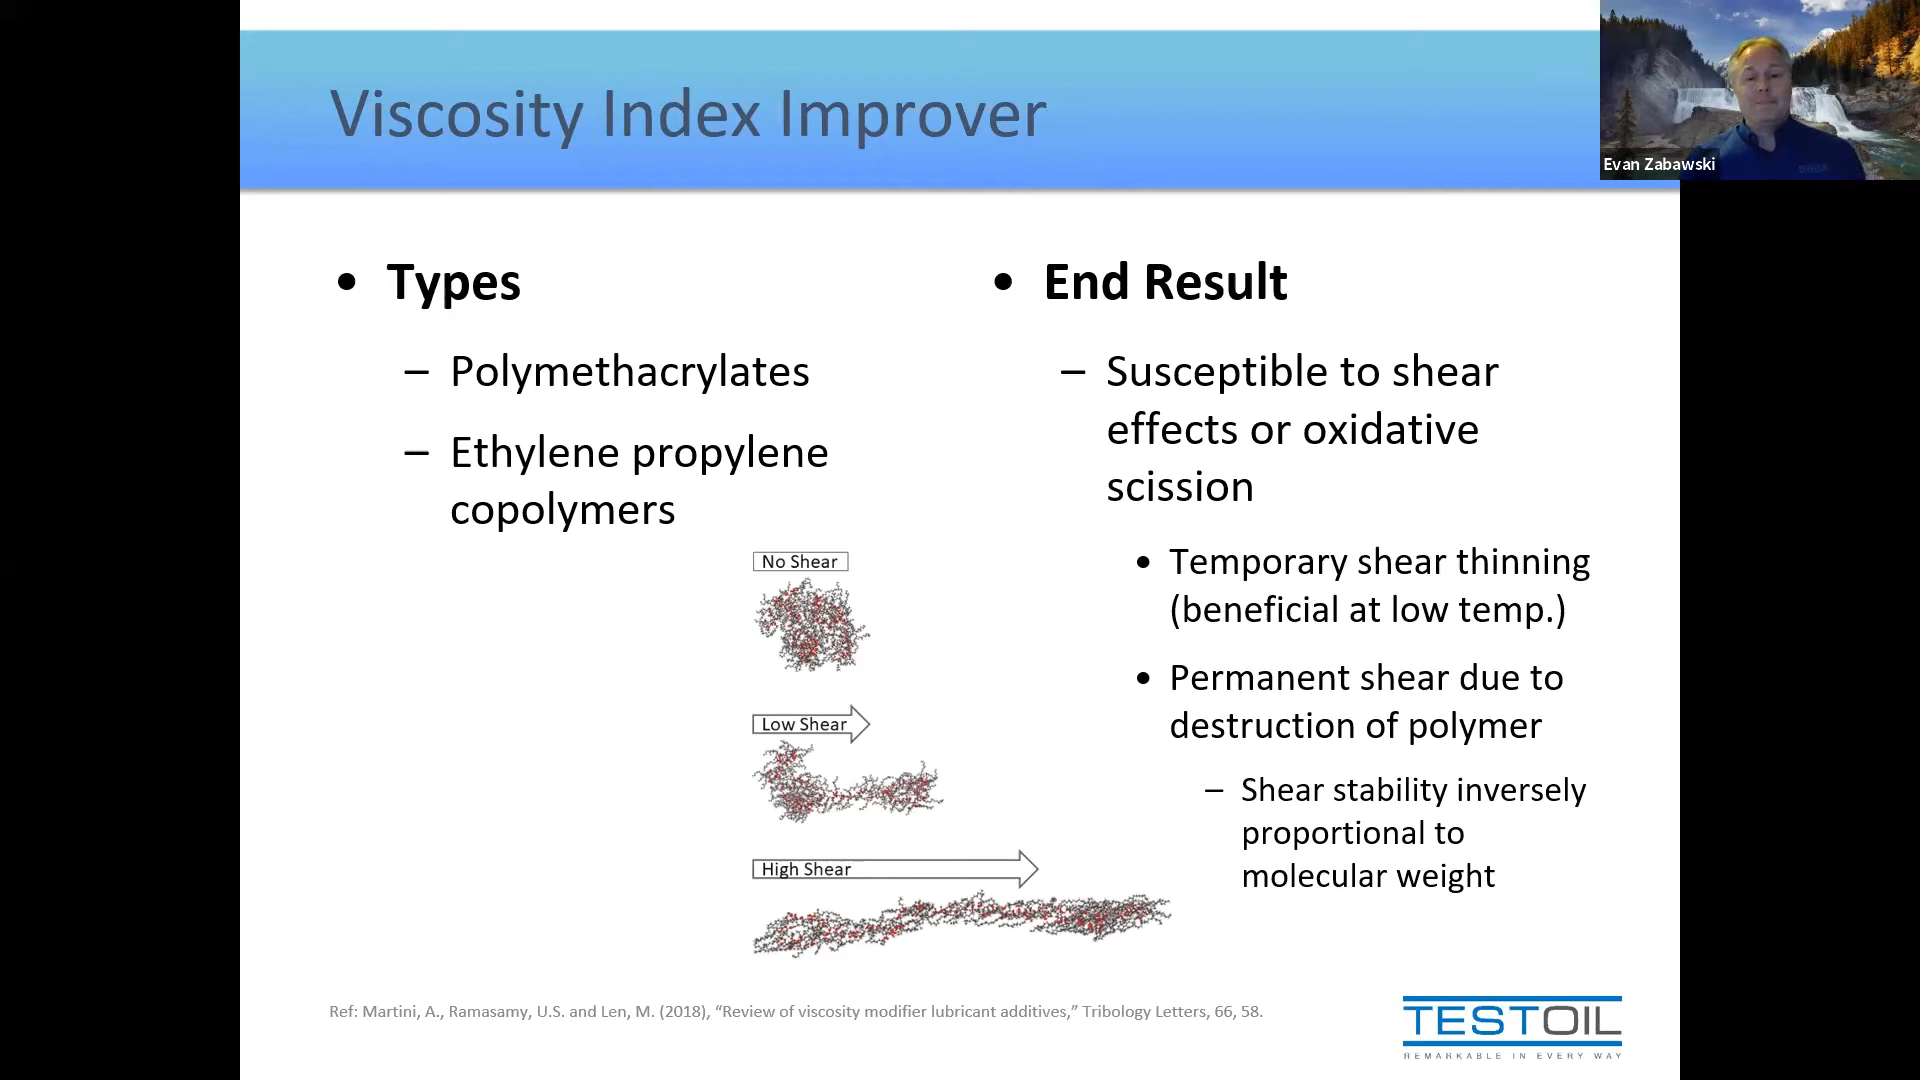 Viscosity Index Improver
Evan Zabawski
• Types
– Polymethacrylates
– Ethylene propylene
copolymers
No Shear
Low Shear
High Shear
• End Result
– Susceptible to shear
effects or oxidative
scission
• Temporary shear thinning
(beneficial at low temp.)
• Permanent shear due to
destruction of polymer
– Shear stability inversely
proportional to
molecular weight
Ref: Martini, A., Ramasamy, U.S. and Len, M. (2018), “Review of viscosity modifier lubricant additives,” Tribology Letters, 66, 58.
TESTOIL
REMARKABLE IN EVERY WAY